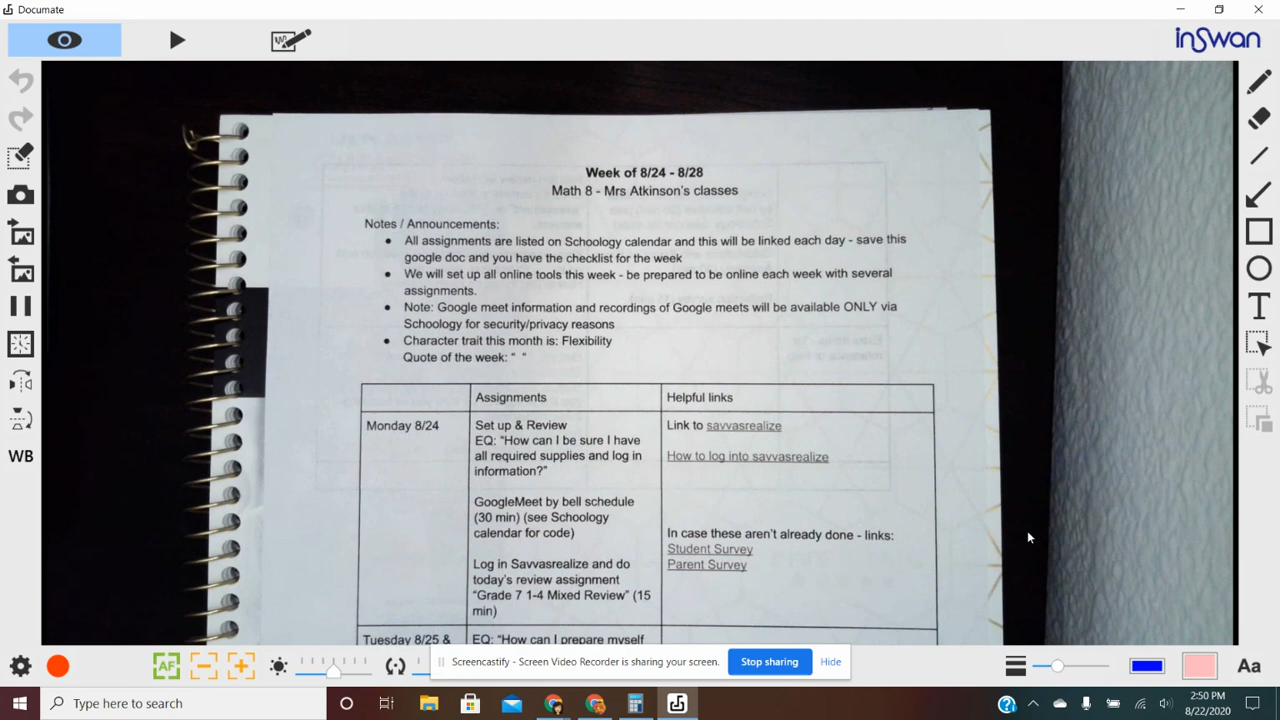 Documate
inSwan
Week of 8/24 - 8/28
Math 8 - Mrs Atkinson's classes
Notes / Announcements:
All assignments are listed on Schoology calendar and this will be linked each day - save this
google doc and you have the checklist for the week
We will set up all online tools this week - be prepared to be online each week with several
assignments.
Note: Google meet information and recordings of Google meets will be available ONLY via
Schoology for security/privacy reasons
Character trait this month is: Flexibility
Quote of the week: “ “
Assignments
Helpful links
Monday 8/24
Set up & Review
EQ: “How can I be sure I have
all required supplies and log in
information?”
GoogleMeet by bell schedule
(30 min) (see Schoology
calendar for code)
Log in Savvasrealize and do
today's review assignment
“Grade 7 1-4 Mixed Review” (15
min)
Link to savvasrealize
How to log into savvasrealize
In case these aren't already done - links:
Student Survey
Parent Survey
Tuesday 8/25 &
EQ: “How can I prepare myself
WB
T
AF
Screencastify - Screen Video Recorder is sharing your screen.
Stop sharing
Hide
Aa
Type here to search
2:50 PM
8/22/2020